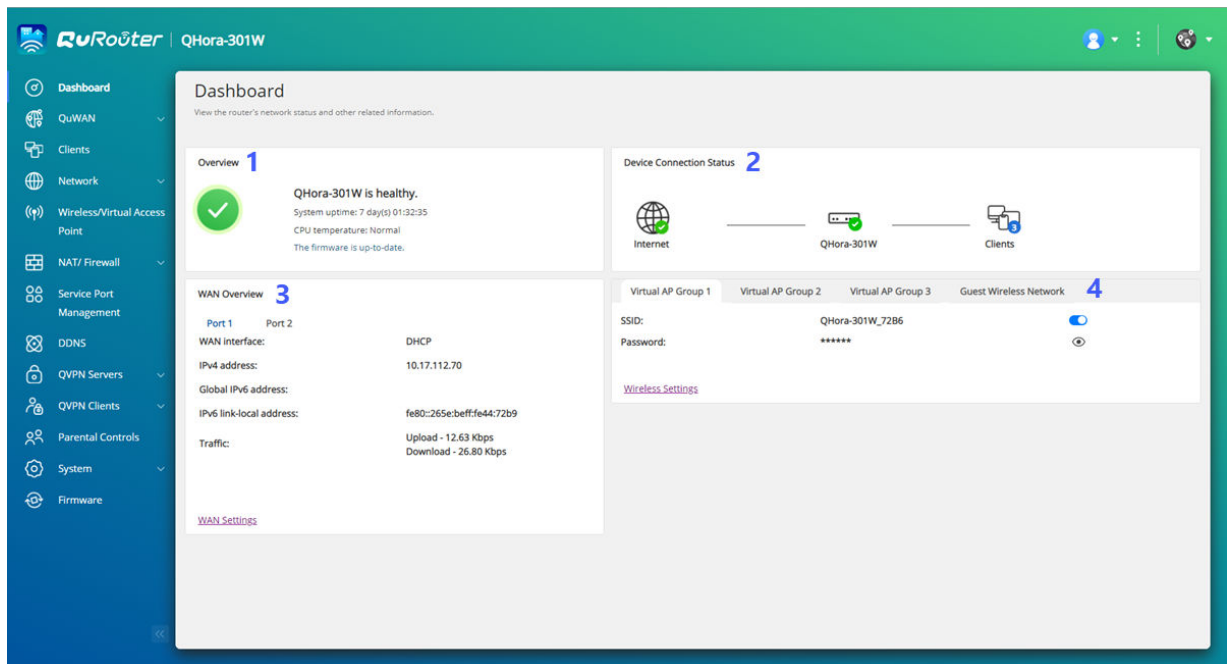 QuRoûter | QHora-301W
Dashboard
QuWAN
Clients
Network
Wireless/Virtual Access
Point
NAT/ Firewall
Service Port
Management
DDNS
QVPN Servers
QVPN Clients
Parental Controls
System
Firmware
Dashboard
View the router's network status and other related information.
Overview 1
QHora-301W is healthy.
System uptime: 7 day(s) 01:32:35
CPU temperature: Normal
The firmware is up-to-date.
Device Connection Status 2
3
Internet QHora-301W Clients
WAN Overview 3
Port 1 Port 2
WAN interface: DHCP
IPv4 address: 10.17.112.70
Global IPv6 address:
IPv6 link-local address: fe80::265e:beff:fe44:72b9
Traffic: Upload - 12.63 Kbps
Download - 26.80 Kbps
WAN Settings
Virtual AP Group 1 Virtual AP Group 2 Virtual AP Group 3 Guest Wireless Network 4
SSID: QHora-301W_72B6
Password: ******
Wireless Settings